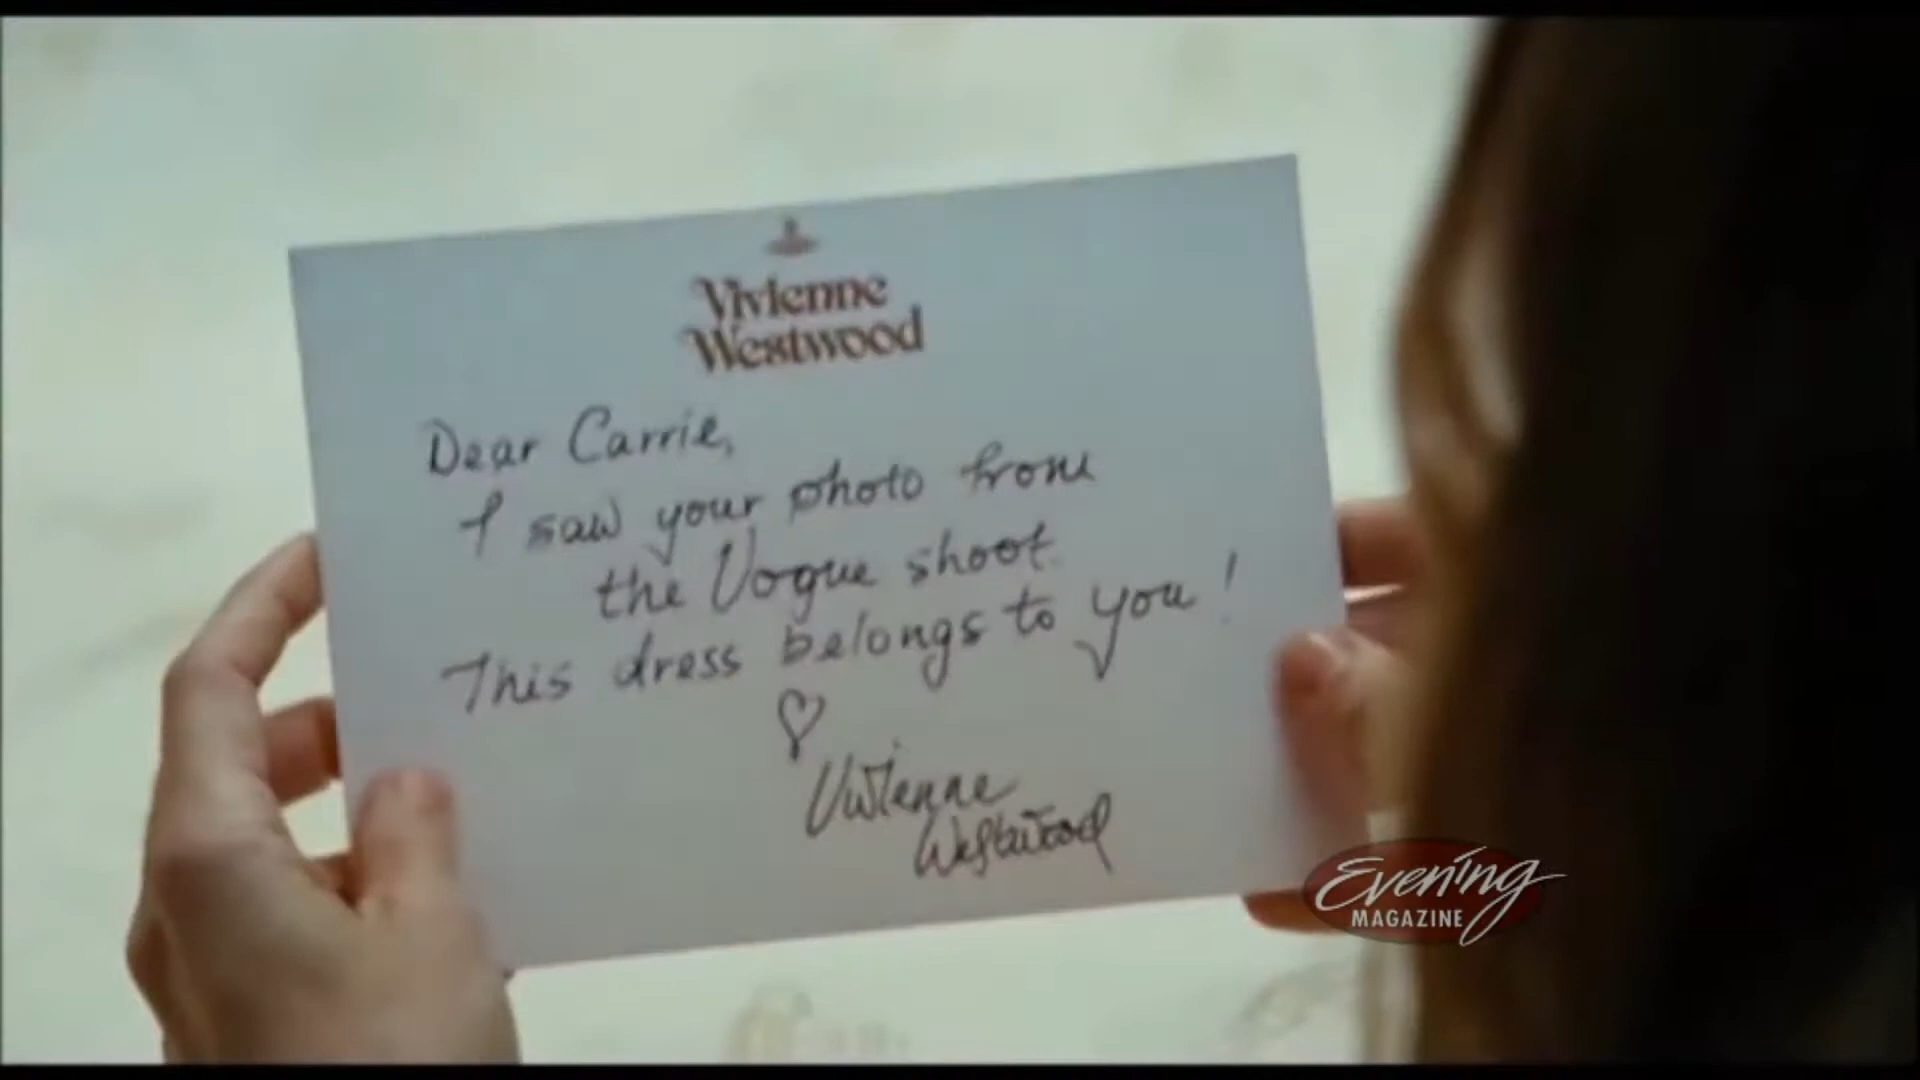 Vivienne
Westwood
Dear Carrie,
I saw your photo from
the Vogue shoot.
This dress belongs to you!
♡
Vivienne
Westwood
Evening
MAGAZINE